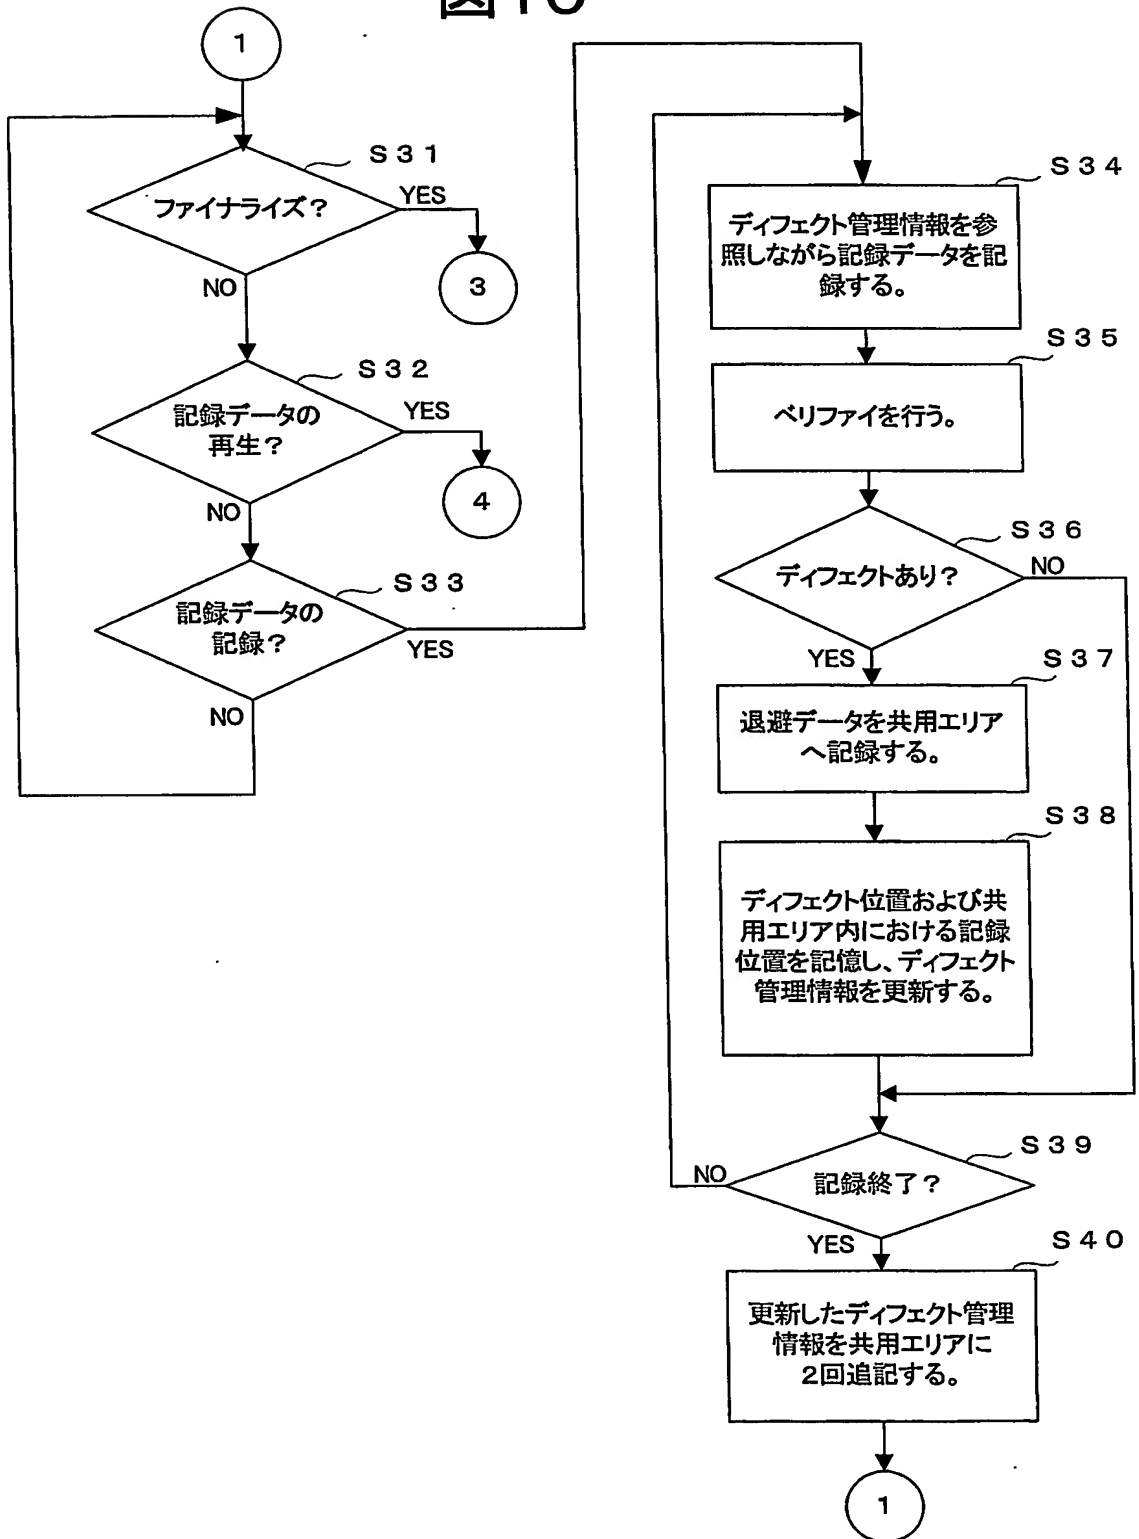 1
S31
ファイナライズ?
YES
3
NO
S32
記録データの
再生?
YES
4
NO
S33
記録データの
記録?
YES
NO
S34
ディフェクト管理情報を参
照しながら記録データを記
録する。
S35
ベリファイを行う。
S36
ディフェクトあり?
NO
YES
S37
退避データを共用エリア
へ記録する。
S38
ディフェクト位置および共
用エリア内における記録
位置を記憶し、ディフェクト
管理情報を更新する。
S39
NO
記録終了?
YES
S40
更新したディフェクト管理
情報を共用エリアに
2回追記する。
1